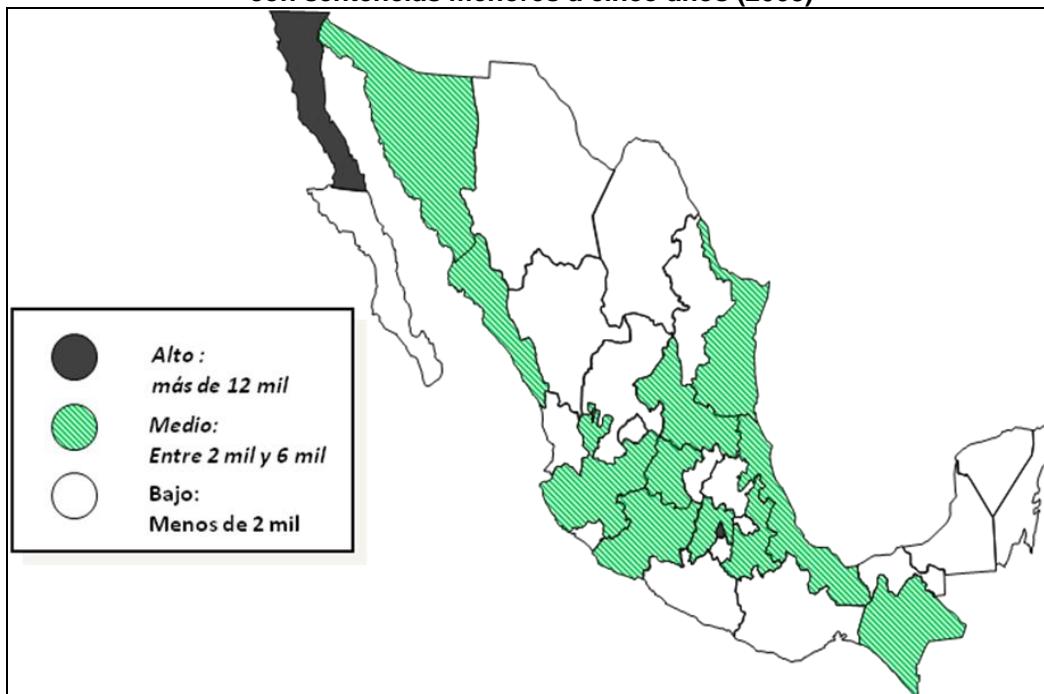 con sentencias menores a cinco años
Alto :
más de 12 mil
Medio:
Entre 2 mil y 6 mil
Bajo:
Menos de 2 mil